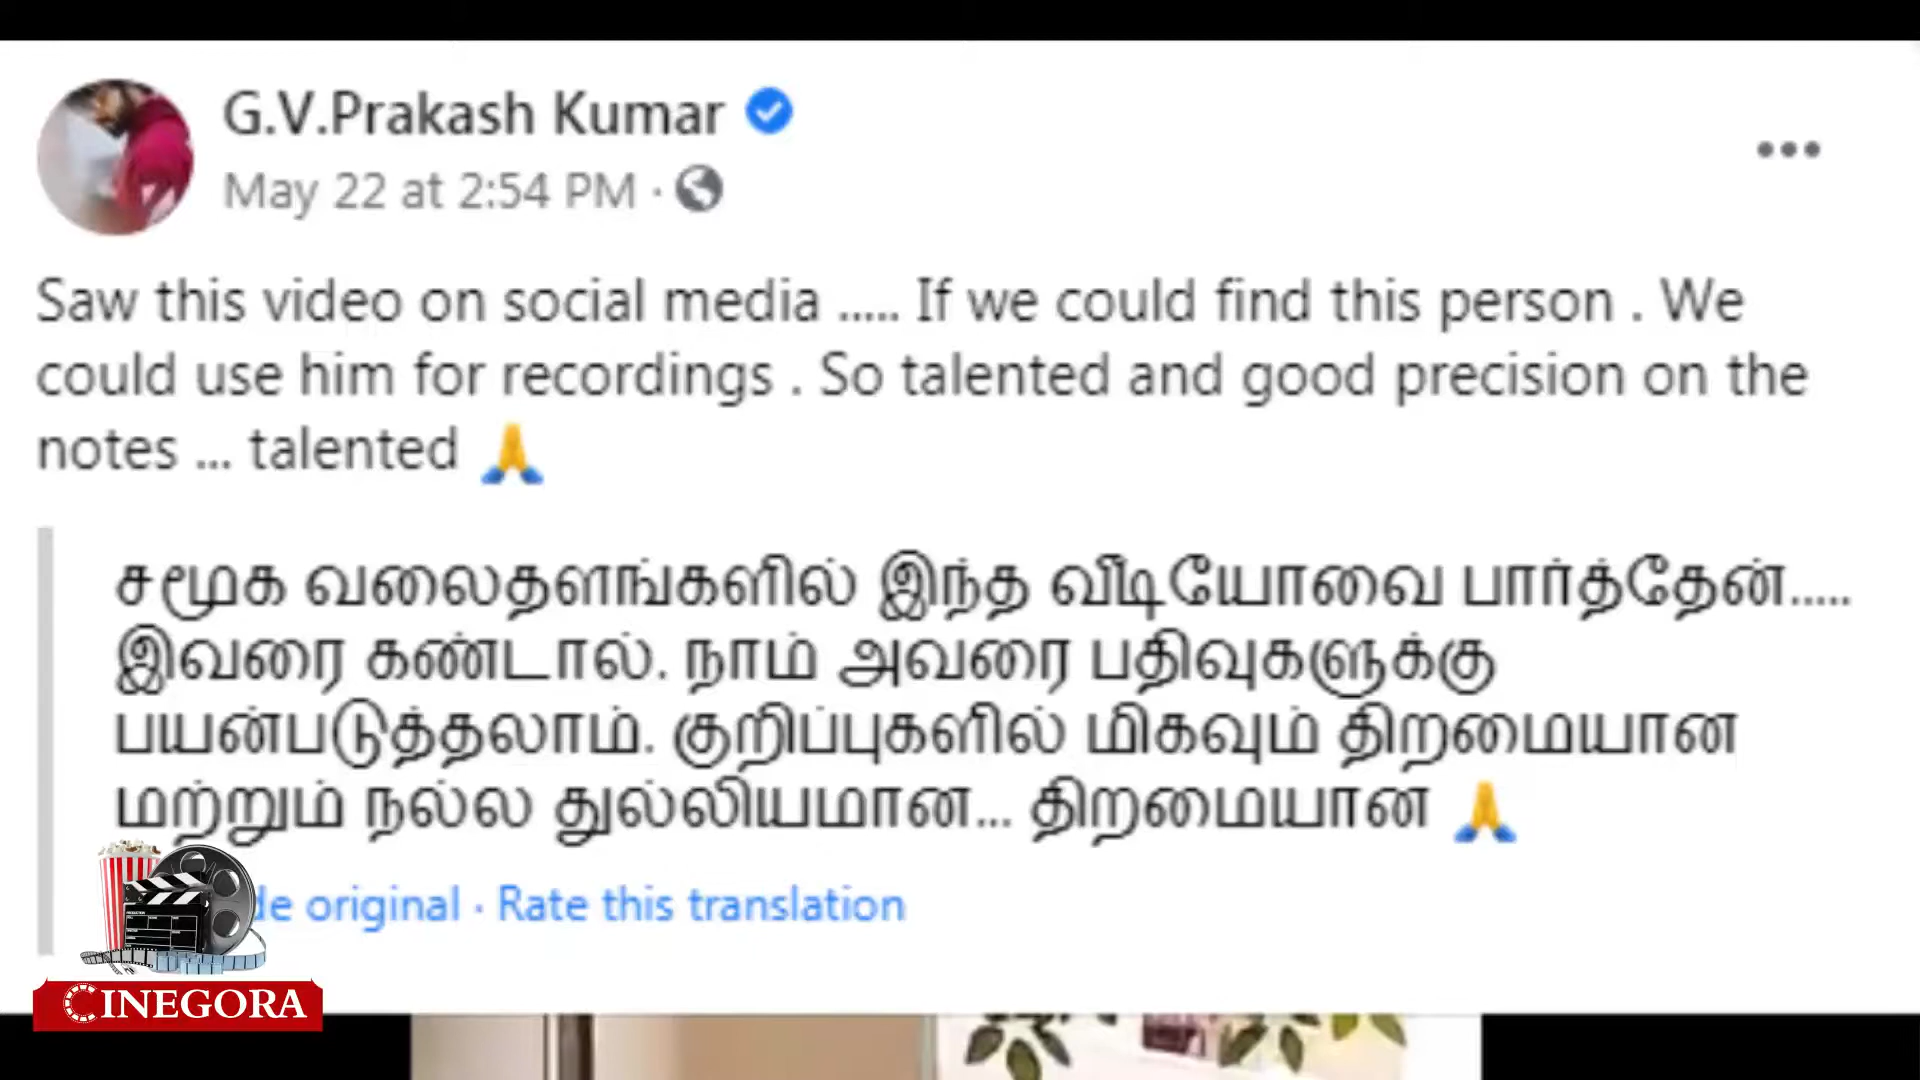 G.V.Prakash Kumar
May 22 at 2:54 PM ·
Saw this video on social media ..... If we could find this person . We
could use him for recordings . So talented and good precision on the
notes ... talented 🙏
சமூக வலைதளங்களில் இந்த வீடியோவை பார்த்தேன்.....
இவரை கண்டால். நாம் அவரை பதிவுகளுக்கு
பயன்படுத்தலாம். குறிப்புகளில் மிகவும் திறமையான
மற்றும் நல்ல துல்லியமான... திறமையான 🙏
de original · Rate this translation
CINEGORA